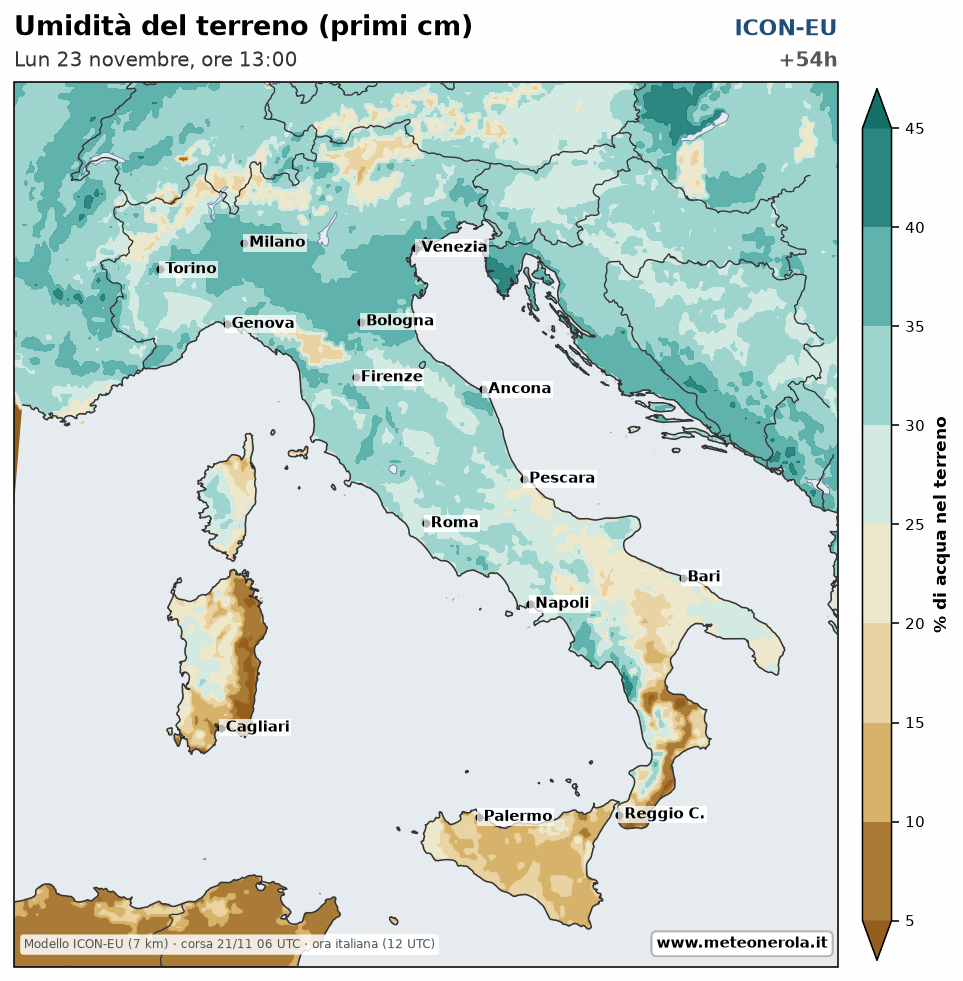 Umidità del terreno (primi cm)
ICON-EU
Lun 23 novembre, ore 13:00
+54h
Milano
Venezia
Torino
Genova
Bologna
Firenze
Ancona
Pescara
Roma
Bari
Napoli
Cagliari
Palermo
Reggio C.
45
40
35
30
25
20
15
10
5
% di acqua nel terreno
Modello ICON-EU (7 km) · corsa 21/11 06 UTC · ora italiana (12 UTC)
www.meteonerola.it